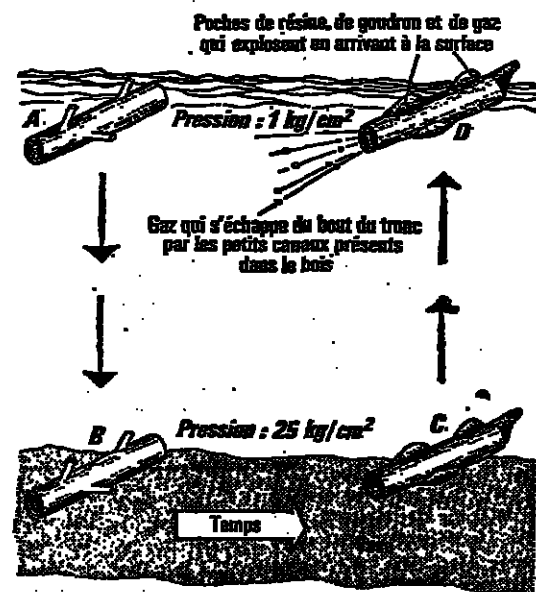 Poches de résine, de goudron et de gaz
qui explosent en arrivant à la surface
A.
Pression : 1 kg/cm²
D
Gaz qui s'échappe du bout du tronc
par les petits canaux présents
dans le bois
B
Pression : 25 kg/cm²
C.
Temps